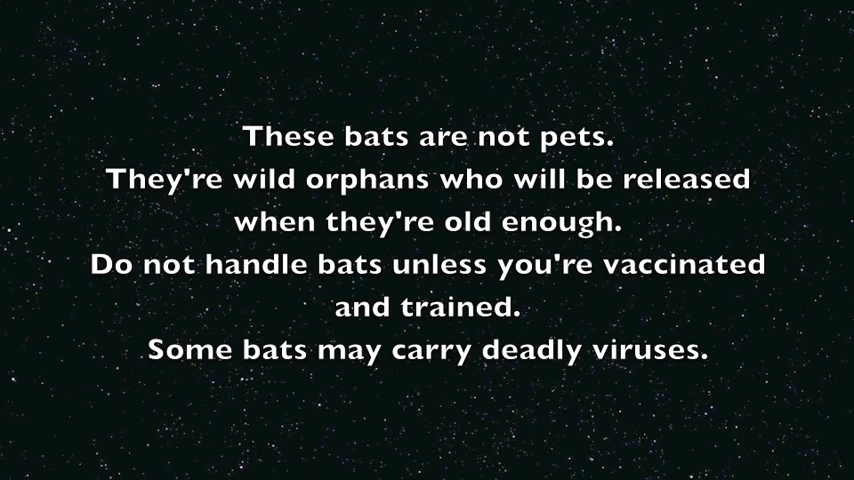 These bats are not pets.
They're wild orphans who will be released
when they're old enough.
Do not handle bats unless you're vaccinated
and trained.
Some bats may carry deadly viruses.